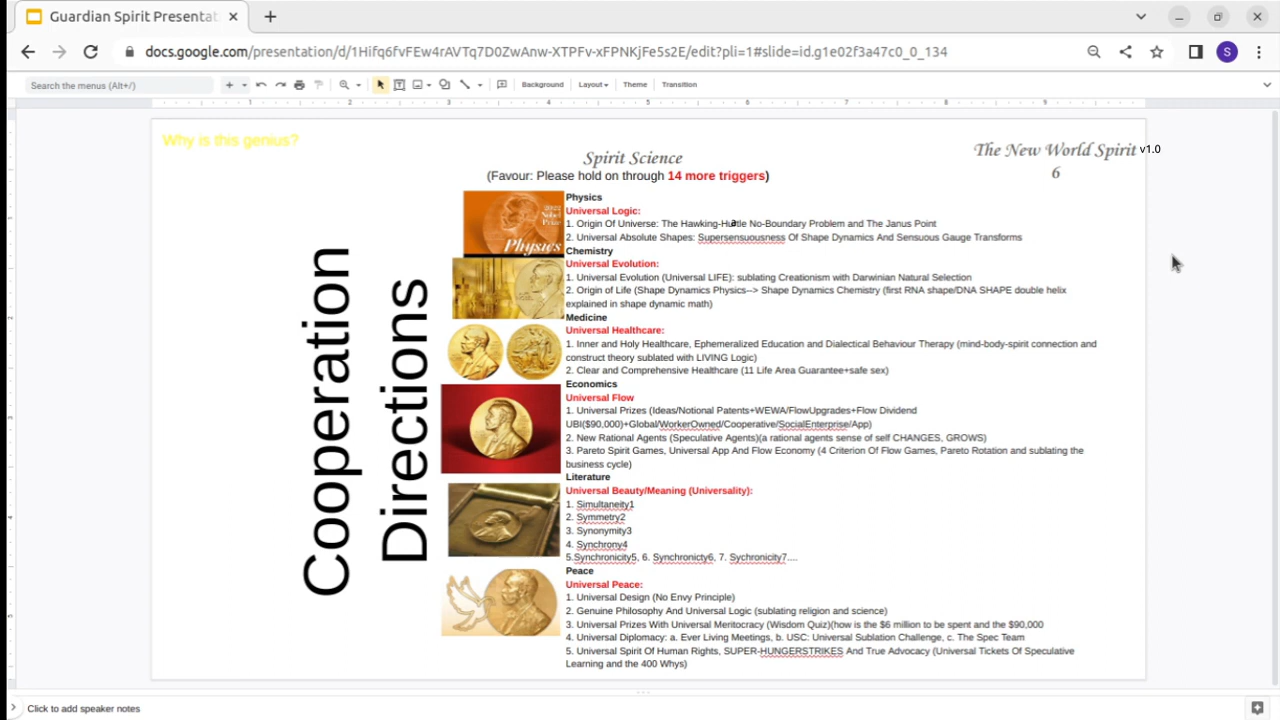 Guardian Spirit Presentat
docs.google.com/presentation/d/1Hifq6fvFEw4rAVTq7D0ZwAnw-XTPFv-xFPNKjFe5s2E/edit?pli=1#slide=id.g1e02f3a47c0_0_134
S
Search the menus (Alt+/)
Background
Layout
Theme
Transition
1 2 3 4 5 6 7 8 9
Why is this genius?
Spirit Science
The New World Spirit v1.0
6
(Favour: Please hold on through 14 more triggers)
Cooperation
Directions
2022 Nobel Prize
Physics
Physics
Universal Logic:
1. Origin Of Universe: The Hawking-Hurtle No-Boundary Problem and The Janus Point
2. Universal Absolute Shapes: Supersensuousness Of Shape Dynamics And Sensuous Gauge Transforms
Chemistry
Universal Evolution:
1. Universal Evolution (Universal LIFE): sublating Creationism with Darwinian Natural Selection
2. Origin of Life (Shape Dynamics Physics--> Shape Dynamics Chemistry (first RNA shape/DNA SHAPE double helix
explained in shape dynamic math)
Medicine
Universal Healthcare:
1. Inner and Holy Healthcare, Ephemeralized Education and Dialectical Behaviour Therapy (mind-body-spirit connection and
construct theory sublated with LIVING Logic)
2. Clear and Comprehensive Healthcare (11 Life Area Guarantee+safe sex)
Economics
Universal Flow
1. Universal Prizes (Ideas/Notional Patents+WEWA/FlowUpgrades+Flow Dividend
UBI($90,000)+Global/WorkerOwned/Cooperative/SocialEnterprise/App)
2. New Rational Agents (Speculative Agents)(a rational agents sense of self CHANGES, GROWS)
3. Pareto Spirit Games, Universal App And Flow Economy (4 Criterion Of Flow Games, Pareto Rotation and sublating the
business cycle)
Literature
Universal Beauty/Meaning (Universality):
1. Simultaneity1
2. Symmetry2
3. Synonymity3
4. Synchrony4
5.Synchronicity5, 6. Synchronicty6, 7. Sychronicity7....
Peace
Universal Peace:
1. Universal Design (No Envy Principle)
2. Genuine Philosophy And Universal Logic (sublating religion and science)
3. Universal Prizes With Universal Meritocracy (Wisdom Quiz)(how is the $6 million to be spent and the $90,000
4. Universal Diplomacy: a. Ever Living Meetings, b. USC: Universal Sublation Challenge, c. The Spec Team
5. Universal Spirit Of Human Rights, SUPER-HUNGERSTRIKES And True Advocacy (Universal Tickets Of Speculative
Learning and the 400 Whys)
Click to add speaker notes